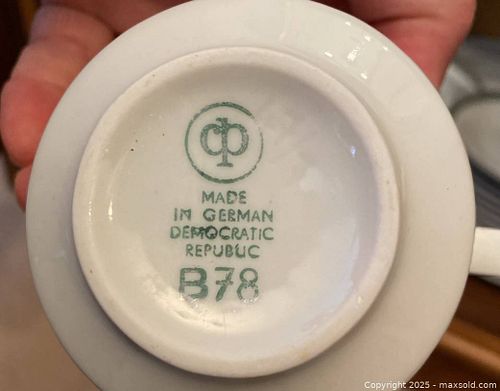 cp
MADE
IN GERMAN
DEMOCRATIC
REPUBLIC
B78
Copyright 2025 - maxsold.com